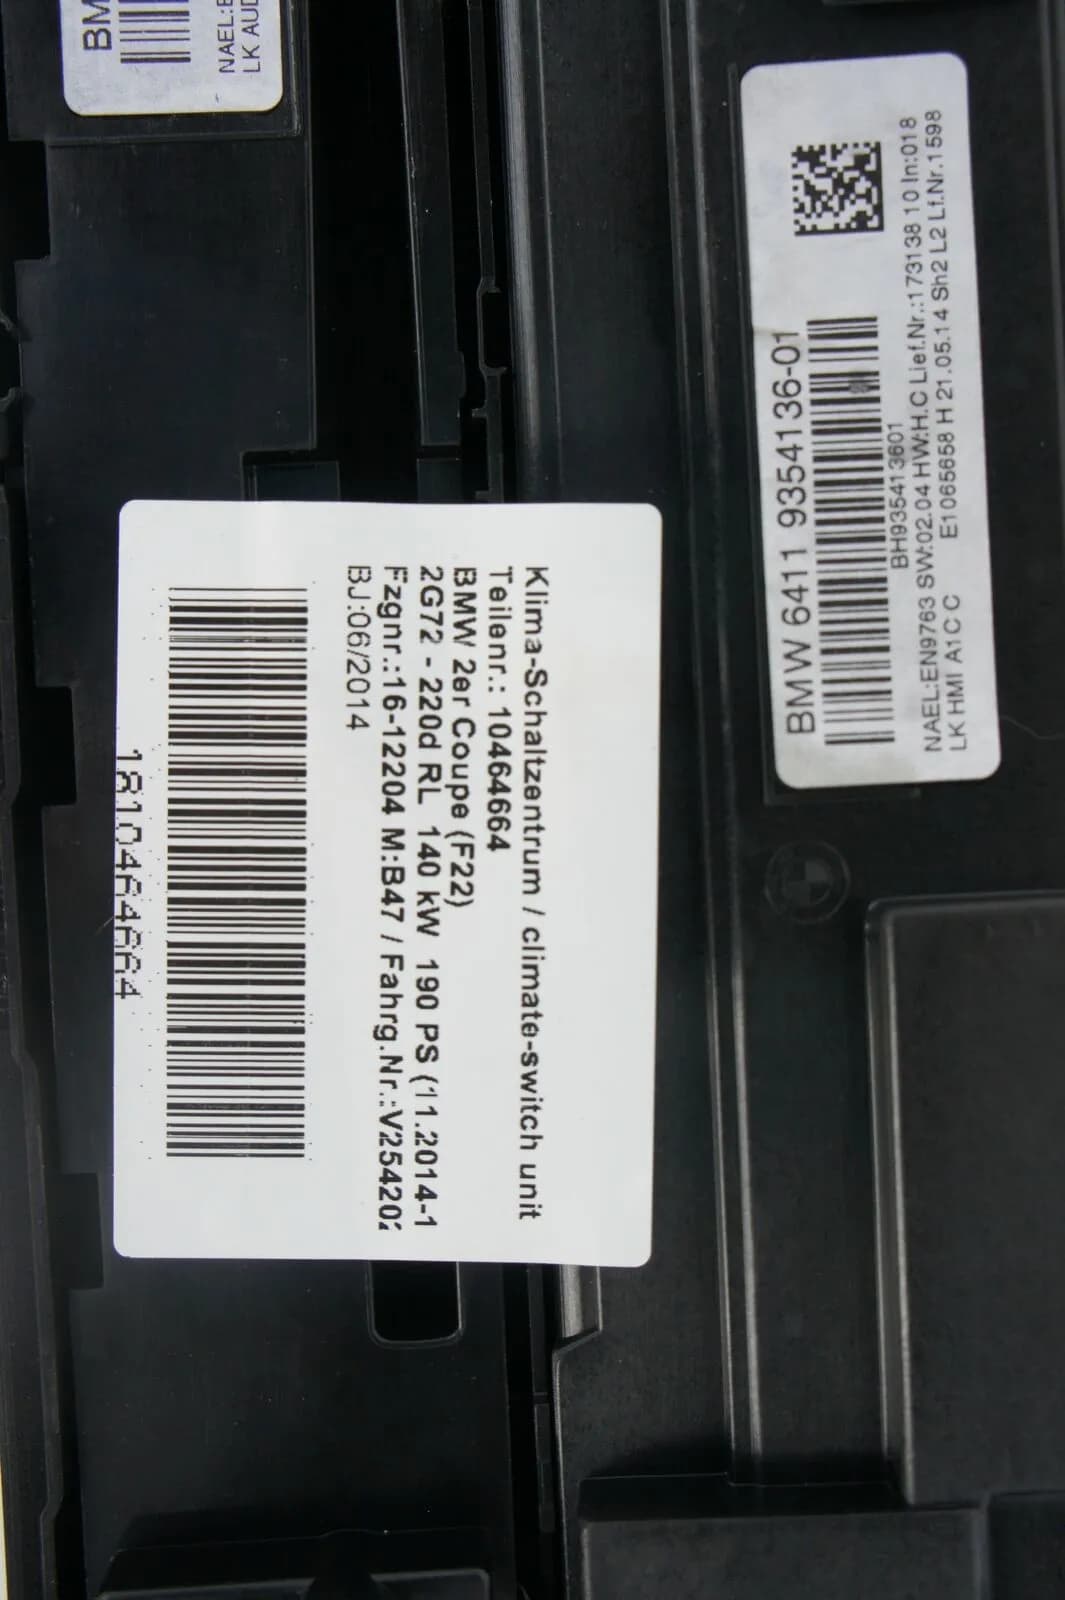 BM
NAEL:E
LK AUD
BMW 6411 9354136-01
BH935413601
NAEL:EN9763 SW:02.04 HW:H.C Lief.Nr.:173138 10 In:018
LK HMI A1CC E1065658 H 21.05.14 Sh2 L2 Lf.Nr.1598
Klima-Schaltzentrum / climate-switch unit
Teilenr.: 10464664
BMW 2er Coupe (F22)
2G72 - 220d RL 140 kW 190 PS (11.2014-1
Fzgnr.:16-12204 M:B47 / Fahrg.Nr.:V254202
BJ:06/2014
1810464664